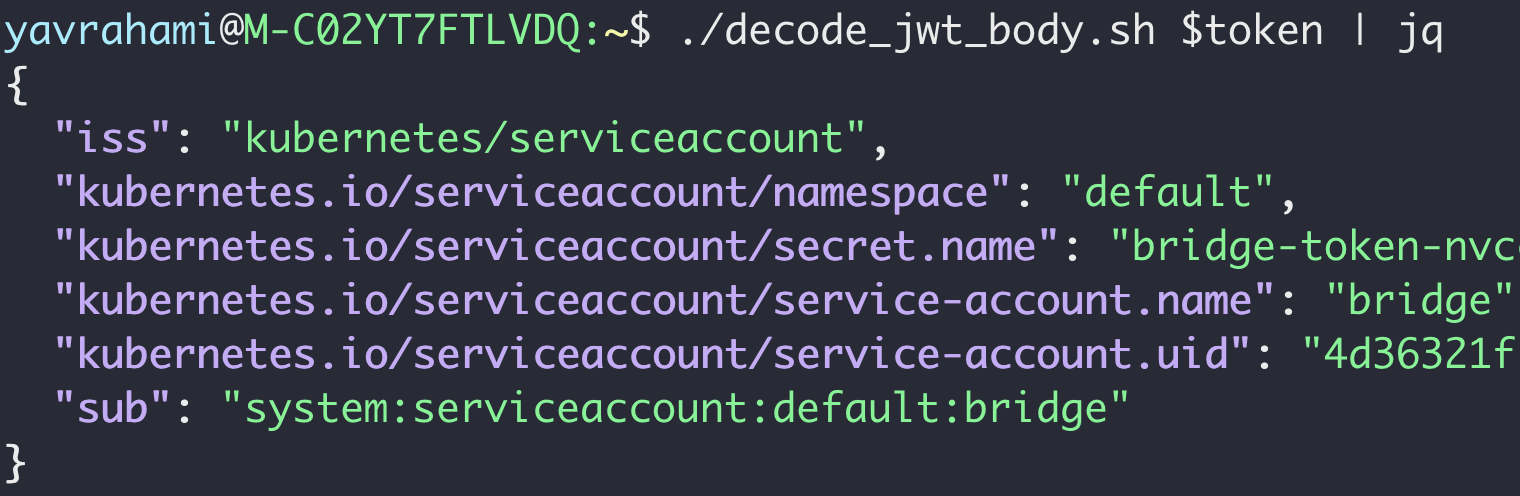 yavrahami@M-C02YT7FTLVDQ:~$ ./decode_jwt_body.sh $token | jq
{
  "iss": "kubernetes/serviceaccount",
  "kubernetes.io/serviceaccount/namespace": "default",
  "kubernetes.io/serviceaccount/secret.name": "bridge-token-nvc
  "kubernetes.io/serviceaccount/service-account.name": "bridge"
  "kubernetes.io/serviceaccount/service-account.uid": "4d36321f
  "sub": "system:serviceaccount:default:bridge"
}